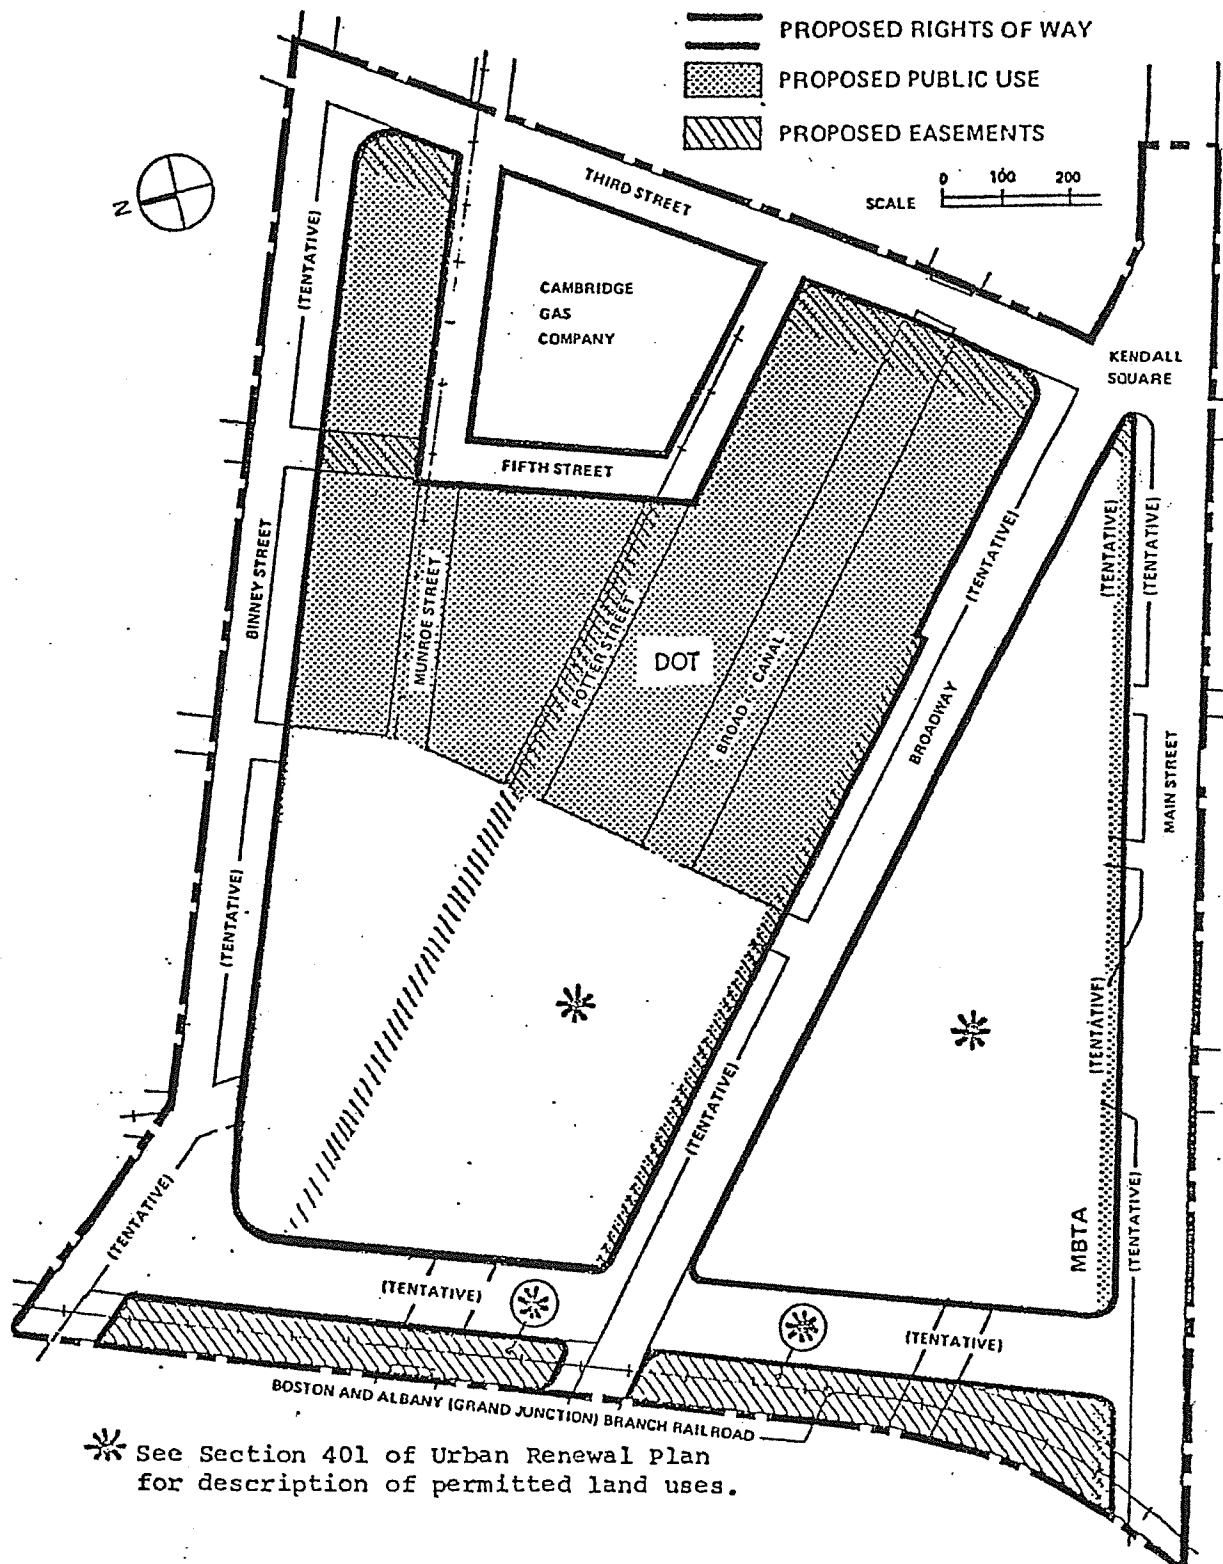 PROPOSED RIGHTS OF WAY
PROPOSED PUBLIC USE
PROPOSED EASEMENTS
0 100 200
SCALE
N
THIRD STREET
(TENTATIVE)
CAMBRIDGE
GAS
COMPANY
KENDALL
SQUARE
FIFTH STREET
(TENTATIVE)
(TENTATIVE)
(TENTATIVE)
BINNEY STREET
MUNROE STREET
POTTER STREET
DOT
BROAD CANAL
BROADWAY
MAIN STREET
(TENTATIVE)
(TENTATIVE)
(TENTATIVE)
(TENTATIVE)
(TENTATIVE)
MBTA
(TENTATIVE)
(TENTATIVE)
BOSTON AND ALBANY (GRAND JUNCTION) BRANCH RAILROAD
See Section 401 of Urban Renewal Plan
for description of permitted land uses.